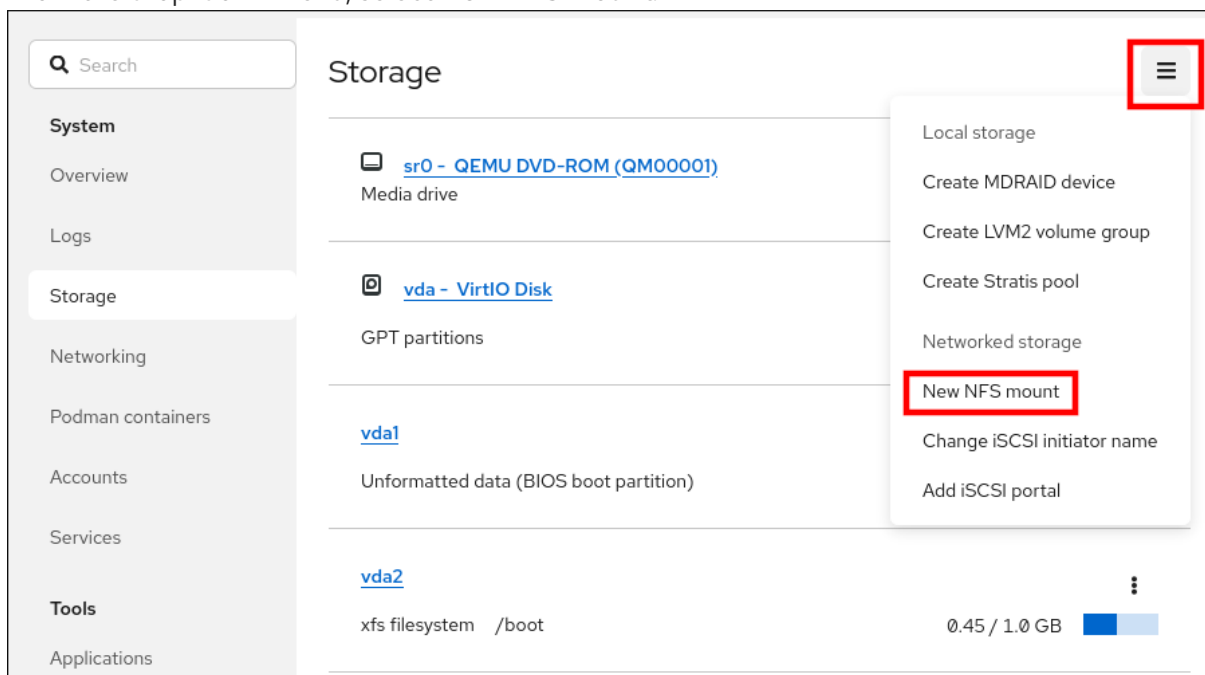 Search
System
Overview
Logs
Storage
Networking
Podman containers
Accounts
Services
Tools
Applications
Storage
sr0 - QEMU DVD-ROM (QM00001)
Media drive
vda - VirtIO Disk
GPT partitions
vda1
Unformatted data (BIOS boot partition)
vda2
xfs filesystem /boot
0.45 / 1.0 GB
Local storage
Create MDRAID device
Create LVM2 volume group
Create Stratis pool
Networked storage
New NFS mount
Change iSCSI initiator name
Add iSCSI portal